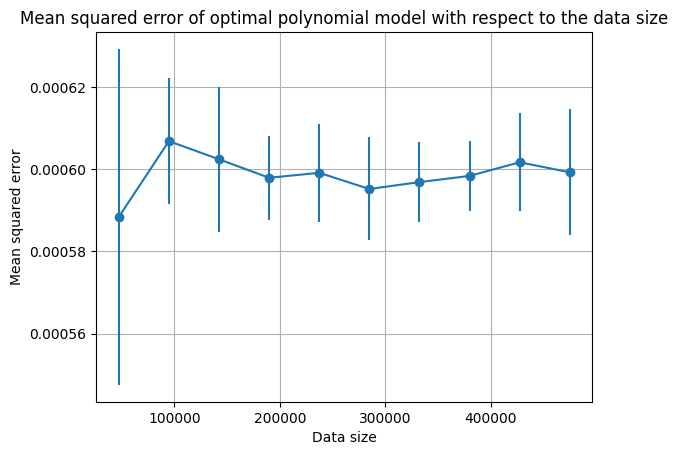 Mean squared error of optimal polynomial model with respect to the data size
0.00062
0.00060
0.00058
0.00056
Mean squared error
100000 200000 300000 400000
Data size